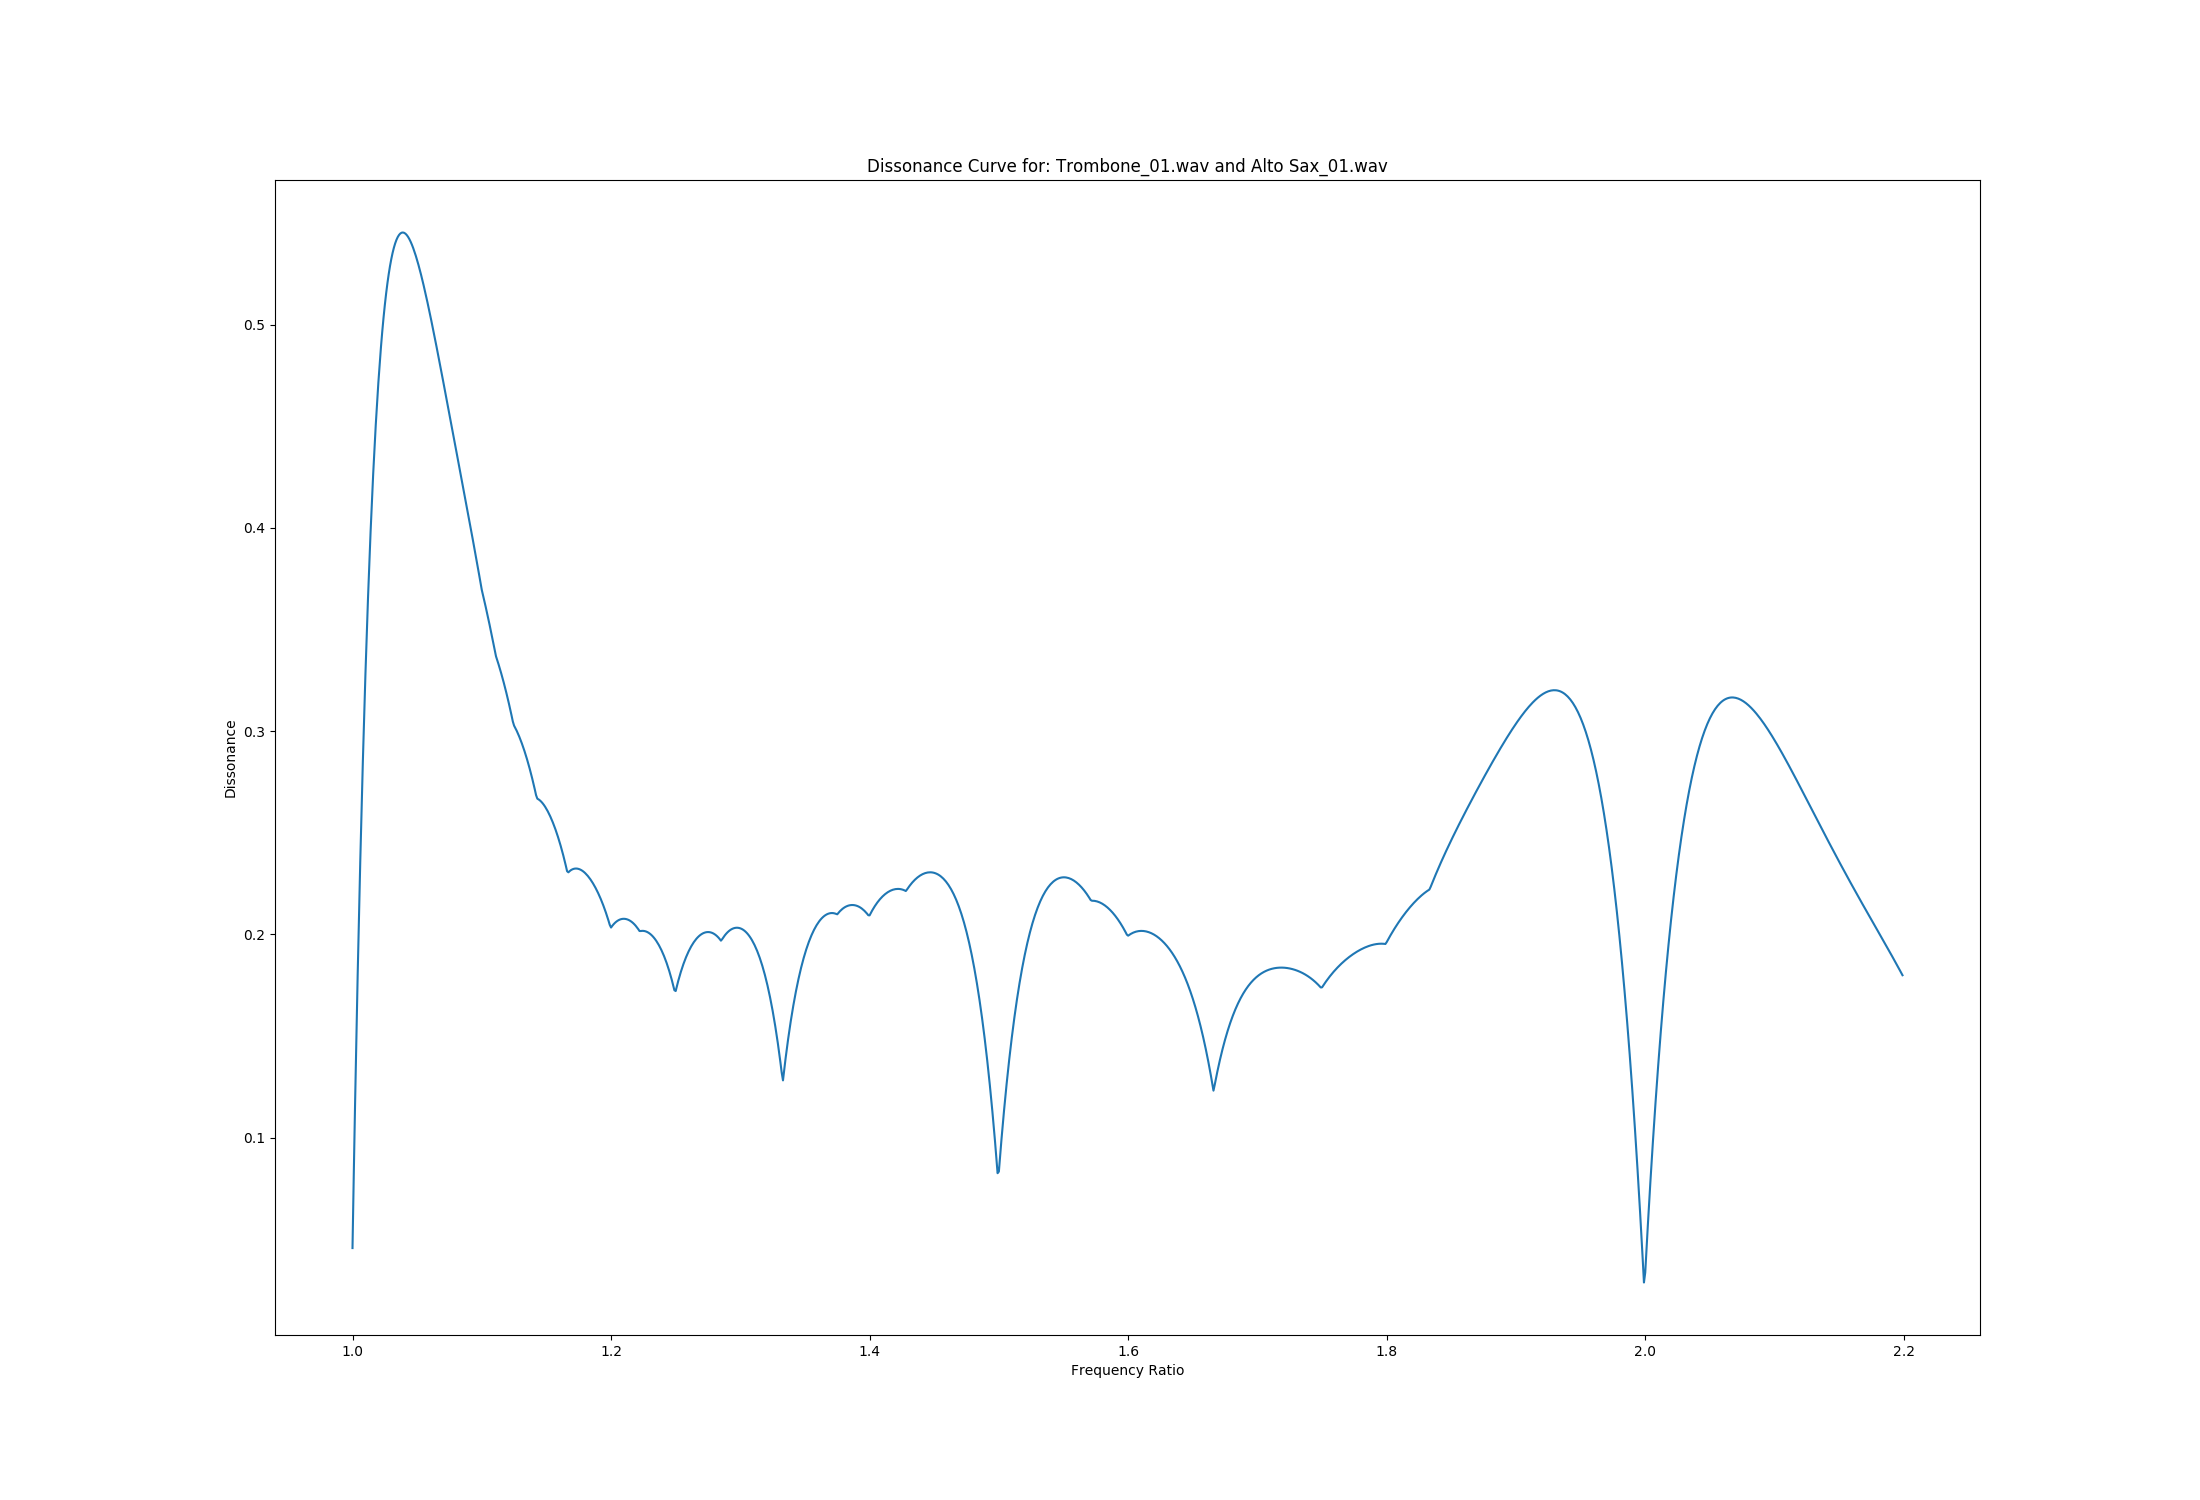 Dissonance Curve for: Trombone_01.wav and Alto Sax_01.wav
Dissonance
0.5
0.4
0.3
0.2
0.1
1.0 1.2 1.4 1.6 1.8 2.0 2.2
Frequency Ratio